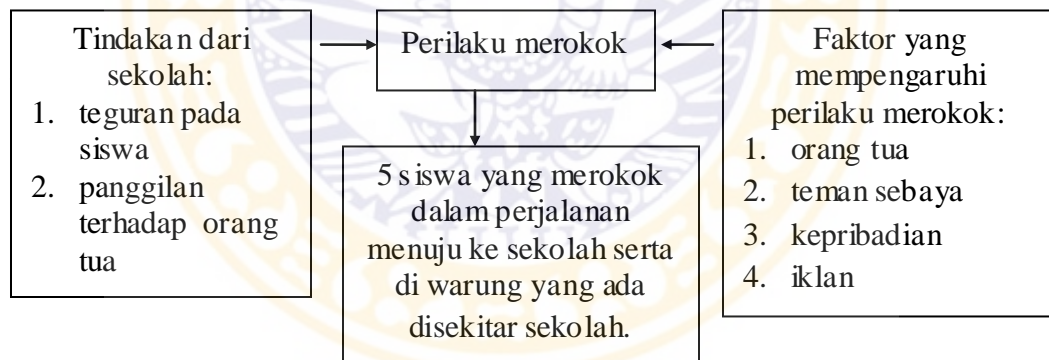 Tindakan dari
sekolah:
1. teguran pada
siswa
2. panggilan
terhadap orang
tua
Perilaku merokok
5 siswa yang merokok
dalam perjalanan
menuju ke sekolah serta
di warung yang ada
disekitar sekolah.
Faktor yang
mempengaruhi
perilaku merokok:
1. orang tua
2. teman sebaya
3. kepribadian
4. iklan